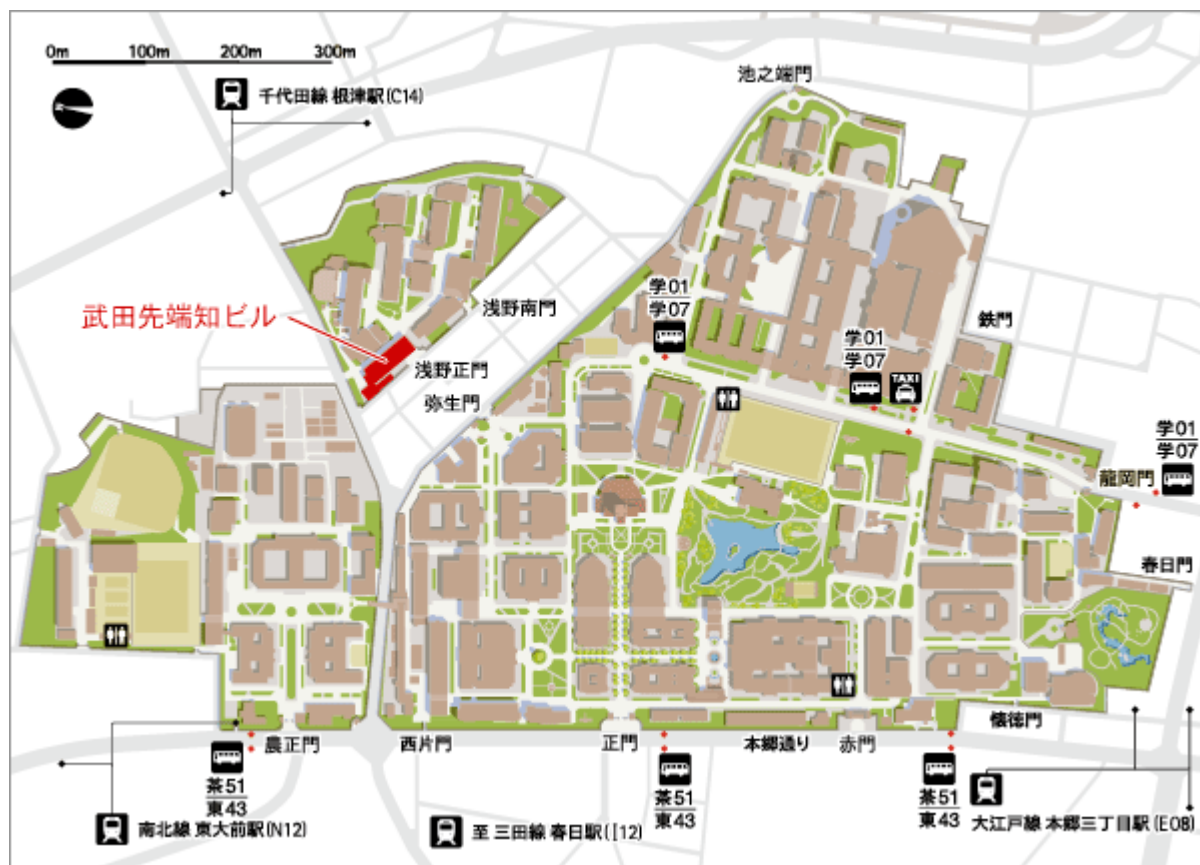 0m 100m 200m 300m
千代田線 根津駅(C14)
池之端門
武田先端知ビル
浅野南門
浅野正門
弥生門
学01
学07
学01
学07
TAXI
鉄門
学01
学07
龍岡門
春日門
懐徳門
農正門
西片門
正門
本郷通り
赤門
茶51
東43
茶51
東43
茶51
東43
南北線 東大前駅(N12)
至 三田線 春日駅(I12)
大江戸線 本郷三丁目駅(E08)